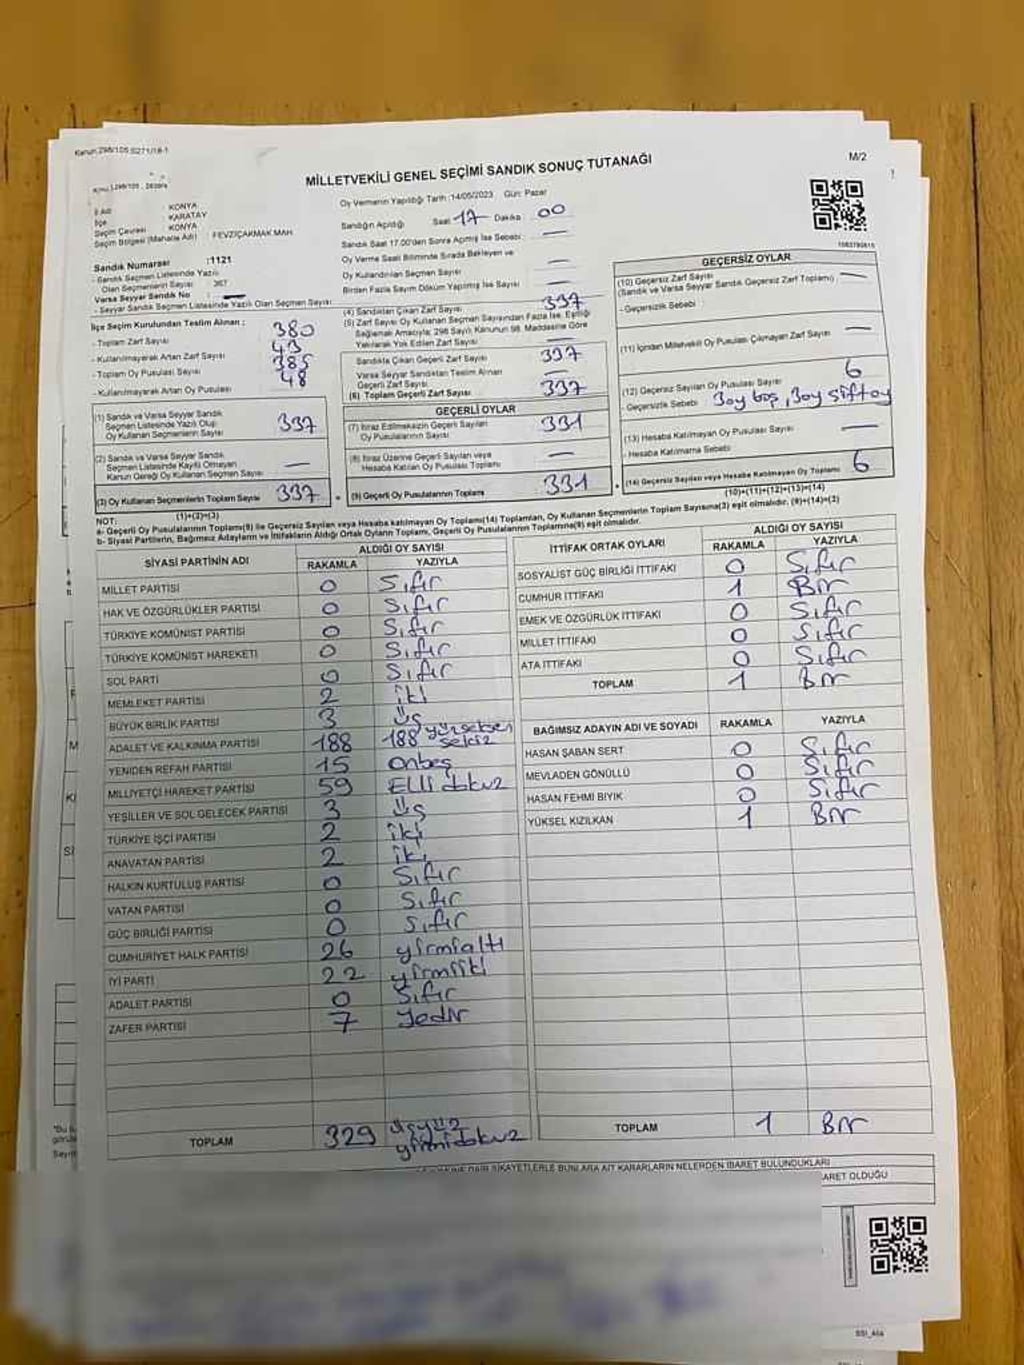 MİLLETVEKİLİ GENEL SEÇİMİ SANDIK SONUÇ TUTANAĞI
M/2
Oy Vermenin Yapıldığı Tarih :14/05/2023 Gün: Pazar
İl Adı KONYA
İlçe KARATAY
Seçim Çevresi KONYA
Seçim Bölgesi (Mahalle Adı) FEVZİÇAKMAK MAH
Sandığın Açıldığı Saat 17 Dakika 00
Sandık Saat 17.00'den Sonra Açılmış İse Sebebi: —
Oy Verme Saati Bitiminde Sırada Bekleyen ve
Oy Kullandırılan Seçmen Sayısı —
Birden Fazla Sayım Döküm Yapılmış İse Sayısı —
Sandık Numarası :1121
- Sandık Seçmen Listesinde Yazılı
Olan Seçmenlerin Sayısı : 367
Varsa Seyyar Sandık No : —
- Seyyar Sandık Seçmen Listesinde Yazılı Olan Seçmen Sayısı:
İlçe Seçim Kurulundan Teslim Alınan ;
- Toplam Zarf Sayısı 380
- Kullanılmayarak Artan Zarf Sayısı 43
- Toplam Oy Pusulası Sayısı 385
- Kullanılmayarak Artan Oy Pusulası 48
(1) Sandık ve Varsa Seyyar Sandık
Seçmen Listesinde Yazılı Olup
Oy Kullanan Seçmenlerin Sayısı 337
(2) Sandık ve Varsa Seyyar Sandık
Seçmen Listesinde Kayıtlı Olmayan
Kanun Gereği Oy Kullanan Seçmen Sayısı —
(3) Oy Kullanan Seçmenlerin Toplam Sayısı 337
(1)+(2)=(3)
(4) Sandıktan Çıkan Zarf Sayısı 337
(5) Zarf Sayısı Oy Kullanan Seçmen Sayısından Fazla İse, Eşitliği
Sağlamak Amacıyla, 298 Sayılı Kanunun 98. Maddesine Göre
Yakılarak Yok Edilen Zarf Sayısı —
Sandıkta Çıkan Geçerli Zarf Sayısı 337
Varsa Seyyar Sandıktan Teslim Alınan
Geçerli Zarf Sayısı —
(6) Toplam Geçerli Zarf Sayısı 337
GEÇERLİ OYLAR
(7) İtiraz Edilmeksizin Geçerli Sayılan
Oy Pusulalarının Sayısı 331
(8) İtiraz Üzerine Geçerli Sayılan veya
Hesaba Katılan Oy Pusulası Toplamı —
(9) Geçerli Oy Pusulalarının Toplamı 331
GEÇERSİZ OYLAR
(10) Geçersiz Zarf Sayısı —
(Sandık ve Varsa Seyyar Sandık Geçersiz Zarf Toplamı)
- Geçersizlik Sebebi :
(11) İçinden Milletvekili Oy Pusulası Çıkmayan Zarf Sayısı —
(12) Geçersiz Sayılan Oy Pusulası Sayısı 6
- Geçersizlik Sebebi 3oy boş, 3oy çift oy
(13) Hesaba Katılmayan Oy Pusulası Sayısı —
- Hesaba Katılmama Sebebi
(14) Geçersiz Sayılan veya Hesaba Katılmayan Oy Toplamı 6
(10)+(11)+(12)+(13)=(14)
NOT:
a- Geçerli Oy Pusulalarının Toplamı(9) ile Geçersiz Sayılan veya Hesaba katılmayan Oy Toplamı(14) Toplamları, Oy Kullanan Seçmenlerin Toplam Sayısına(3) eşit olmalıdır. (9)+(14)=(3)
b- Siyasi Partilerin, Bağımsız Adayların ve İttifakların Aldığı Ortak Oyların Toplamı, Geçerli Oy Pusulalarının Toplamına(9) eşit olmalıdır.
SİYASİ PARTİNİN ADI ALDIĞI OY SAYISI
RAKAMLA YAZIYLA
MİLLET PARTİSİ 0 Sıfır
HAK VE ÖZGÜRLÜKLER PARTİSİ 0 Sıfır
TÜRKİYE KOMÜNİST PARTİSİ 0 Sıfır
TÜRKİYE KOMÜNİST HAREKETİ 0 Sıfır
SOL PARTİ 0 Sıfır
MEMLEKET PARTİSİ 2 iki
BÜYÜK BİRLİK PARTİSİ 3 üç
ADALET VE KALKINMA PARTİSİ 188 188 yüzseksen sekiz
YENİDEN REFAH PARTİSİ 15 onbeş
MİLLİYETÇİ HAREKET PARTİSİ 59 Elli dokuz
YEŞİLLER VE SOL GELECEK PARTİSİ 3 üç
TÜRKİYE İŞÇİ PARTİSİ 2 iki
ANAVATAN PARTİSİ 2 iki
HALKIN KURTULUŞ PARTİSİ 0 Sıfır
VATAN PARTİSİ 0 Sıfır
GÜÇ BİRLİĞİ PARTİSİ 0 Sıfır
CUMHURİYET HALK PARTİSİ 26 yirmialtı
İYİ PARTİ 22 yirmiiki
ADALET PARTİSİ 0 Sıfır
ZAFER PARTİSİ 7 Yedi
TOPLAM 329 üçyüz yirmidokuz
İTTİFAK ORTAK OYLARI ALDIĞI OY SAYISI
RAKAMLA YAZIYLA
SOSYALİST GÜÇ BİRLİĞİ İTTİFAKI 0 Sıfır
CUMHUR İTTİFAKI 1 Bir
EMEK VE ÖZGÜRLÜK İTTİFAKI 0 Sıfır
MİLLET İTTİFAKI 0 Sıfır
ATA İTTİFAKI 0 Sıfır
TOPLAM 1 Bir
BAĞIMSIZ ADAYIN ADI VE SOYADI RAKAMLA YAZIYLA
HASAN ŞABAN SERT 0 Sıfır
MEVLADEN GÖNÜLLÜ 0 Sıfır
HASAN FEHMİ BIYIK 0 Sıfır
YÜKSEL KIZILKAN 1 Bir
TOPLAM 1 Bir
DAİR ŞİKAYETLERLE BUNLARA AİT KARARLARIN NELERDEN İBARET BULUNDUKLARI
ARET OLDUĞU